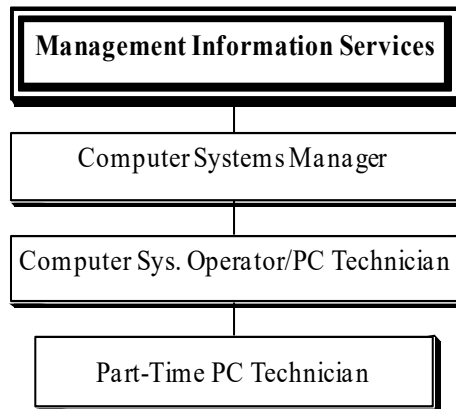 Management Information Services
Computer Systems Manager
Computer Sys. Operator/PC Technician
Part-Time PC Technician